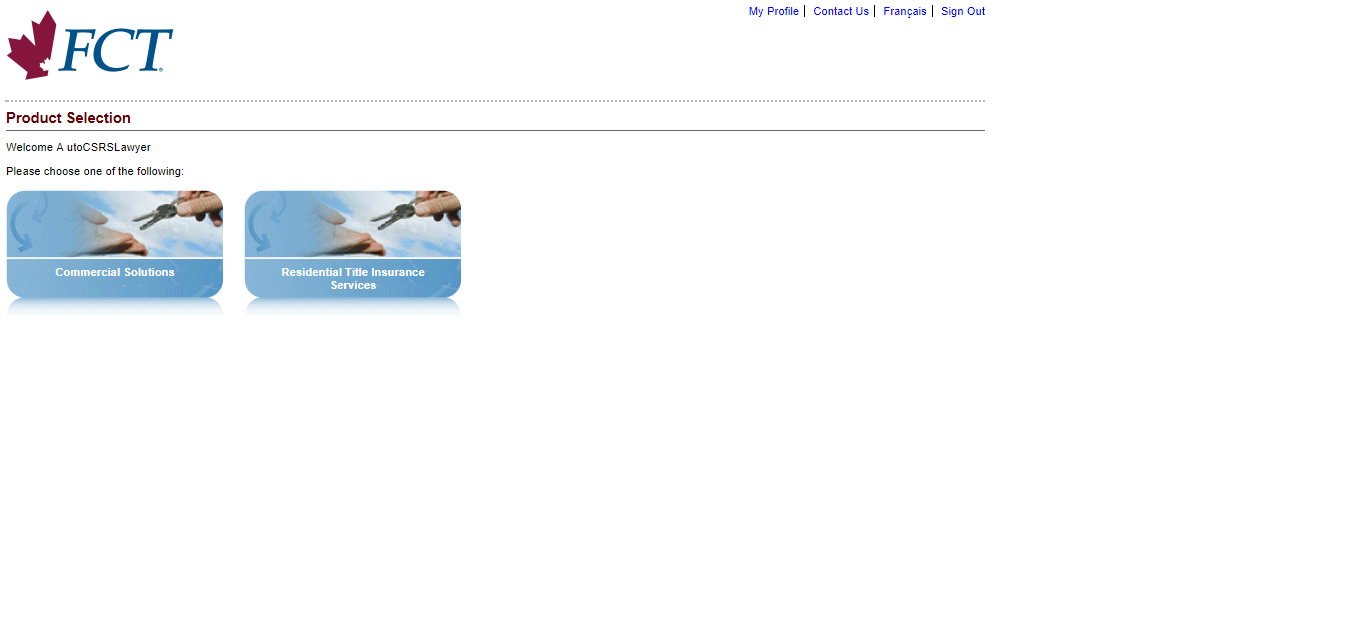 My Profile | Contact Us | Français | Sign Out
FCT®
Product Selection
Welcome A utoCSRSLawyer
Please choose one of the following:
Commercial Solutions
Residential Title Insurance
Services